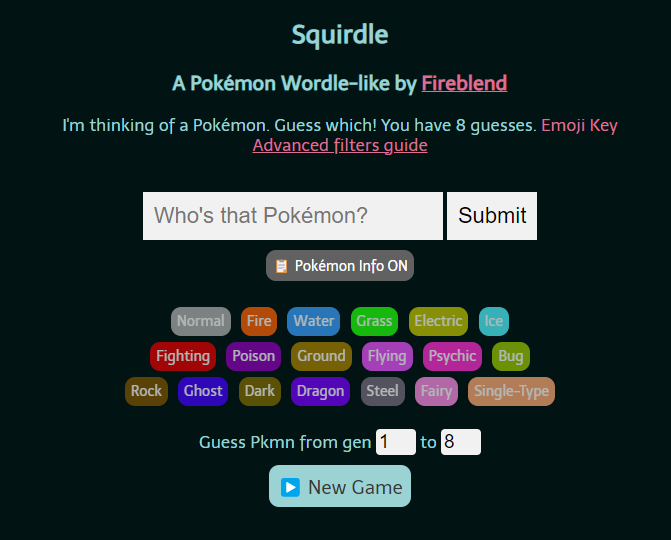 Squirdle
A Pokémon Wordle-like by Fireblend
I'm thinking of a Pokémon. Guess which! You have 8 guesses. Emoji Key
Advanced filters guide
Who's that Pokémon? Submit
Pokémon Info ON
Normal Fire Water Grass Electric Ice
Fighting Poison Ground Flying Psychic Bug
Rock Ghost Dark Dragon Steel Fairy Single-Type
Guess Pkmn from gen 1 to 8
New Game